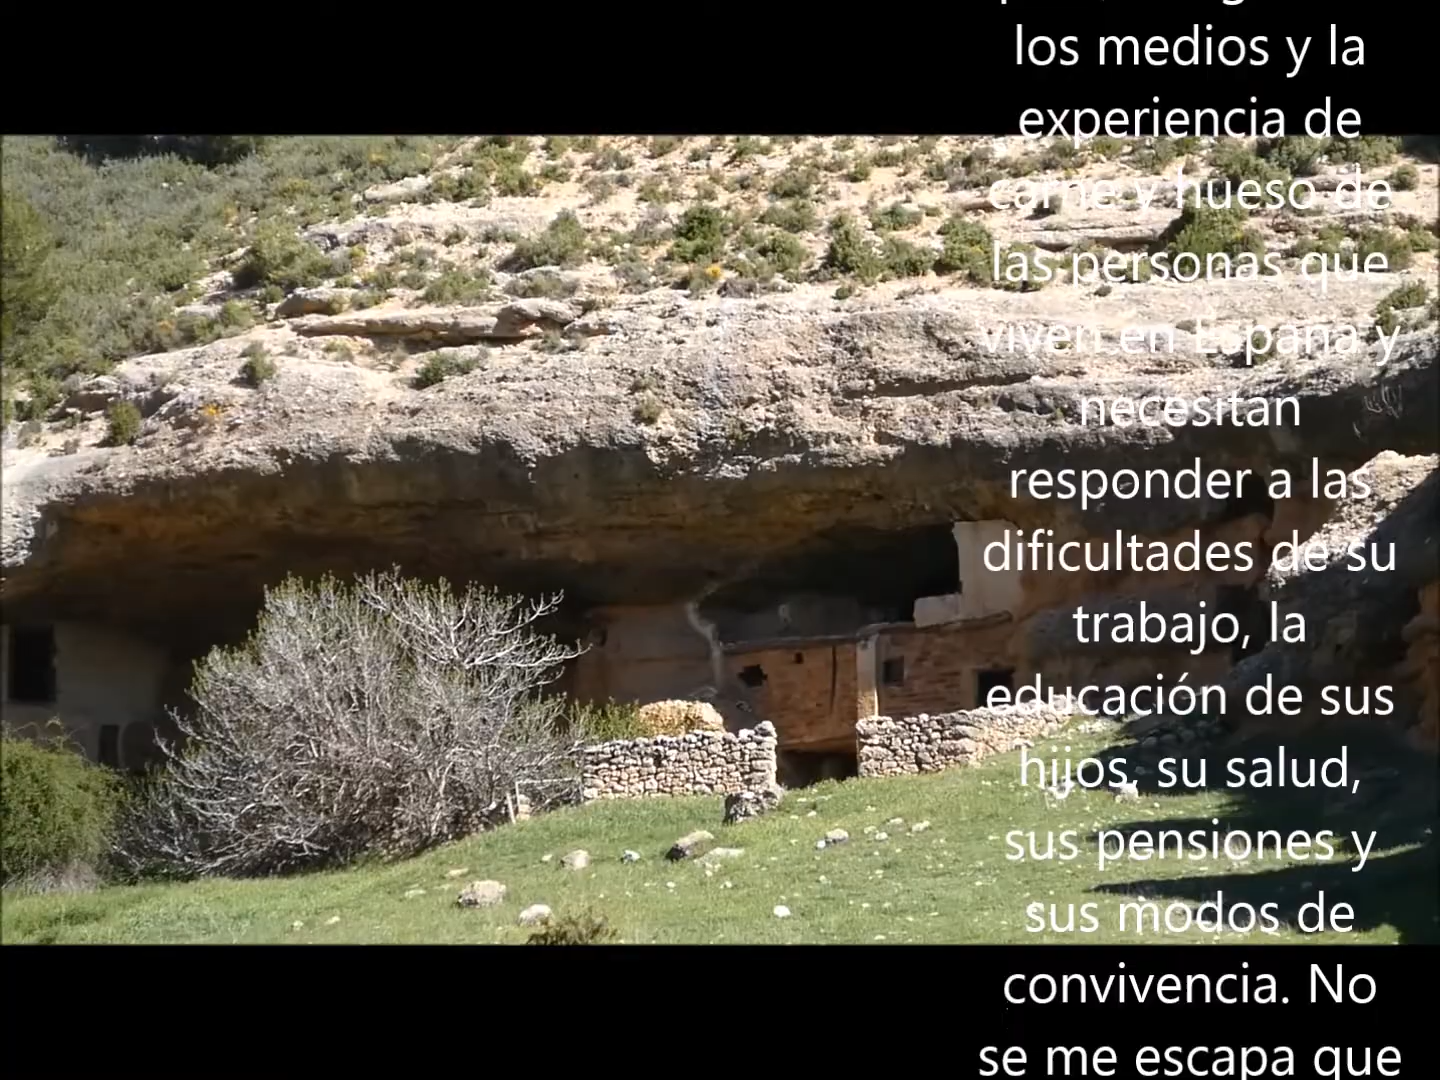 los medios y la
experiencia de
carne y hueso de
las personas que
viven en España y
necesitan
responder a las
dificultades de su
trabajo, la
educación de sus
hijos, su salud,
sus pensiones y
sus modos de
convivencia. No
se me escapa que